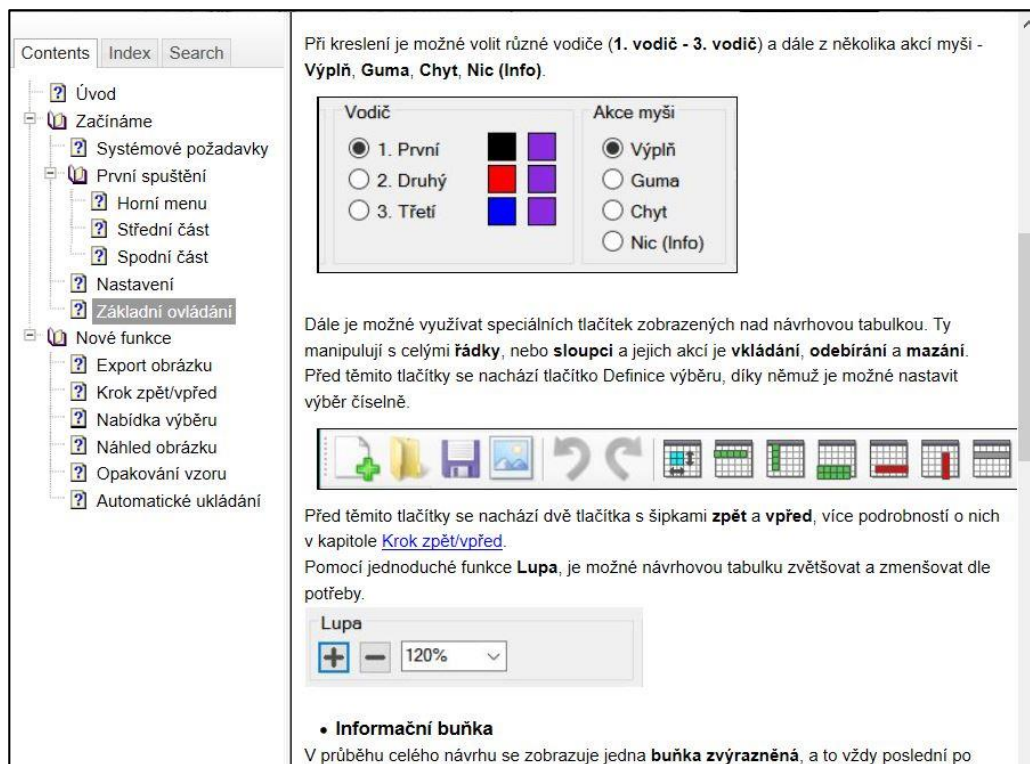 Contents Index Search
Úvod
Začínáme
Systémové požadavky
První spuštění
Horní menu
Střední část
Spodní část
Nastavení
Základní ovládání
Nové funkce
Export obrázku
Krok zpět/vpřed
Nabídka výběru
Náhled obrázku
Opakování vzoru
Automatické ukládání
Při kreslení je možné volit různé vodiče (1. vodič - 3. vodič) a dále z několika akcí myši -
Výplň, Guma, Chyt, Nic (Info).
Vodič
1. První
2. Druhý
3. Třetí
Akce myši
Výplň
Guma
Chyt
Nic (Info)
Dále je možné využívat speciálních tlačítek zobrazených nad návrhovou tabulkou. Ty
manipulují s celými řádky, nebo sloupci a jejich akcí je vkládání, odebírání a mazání.
Před těmito tlačítky se nachází tlačítko Definice výběru, díky němuž je možné nastavit
výběr číselně.
Před těmito tlačítky se nachází dvě tlačítka s šipkami zpět a vpřed, více podrobností o nich
v kapitole Krok zpět/vpřed.
Pomocí jednoduché funkce Lupa, je možné návrhovou tabulku zvětšovat a zmenšovat dle
potřeby.
Lupa
120%
• Informační buňka
V průběhu celého návrhu se zobrazuje jedna buňka zvýrazněná, a to vždy poslední po